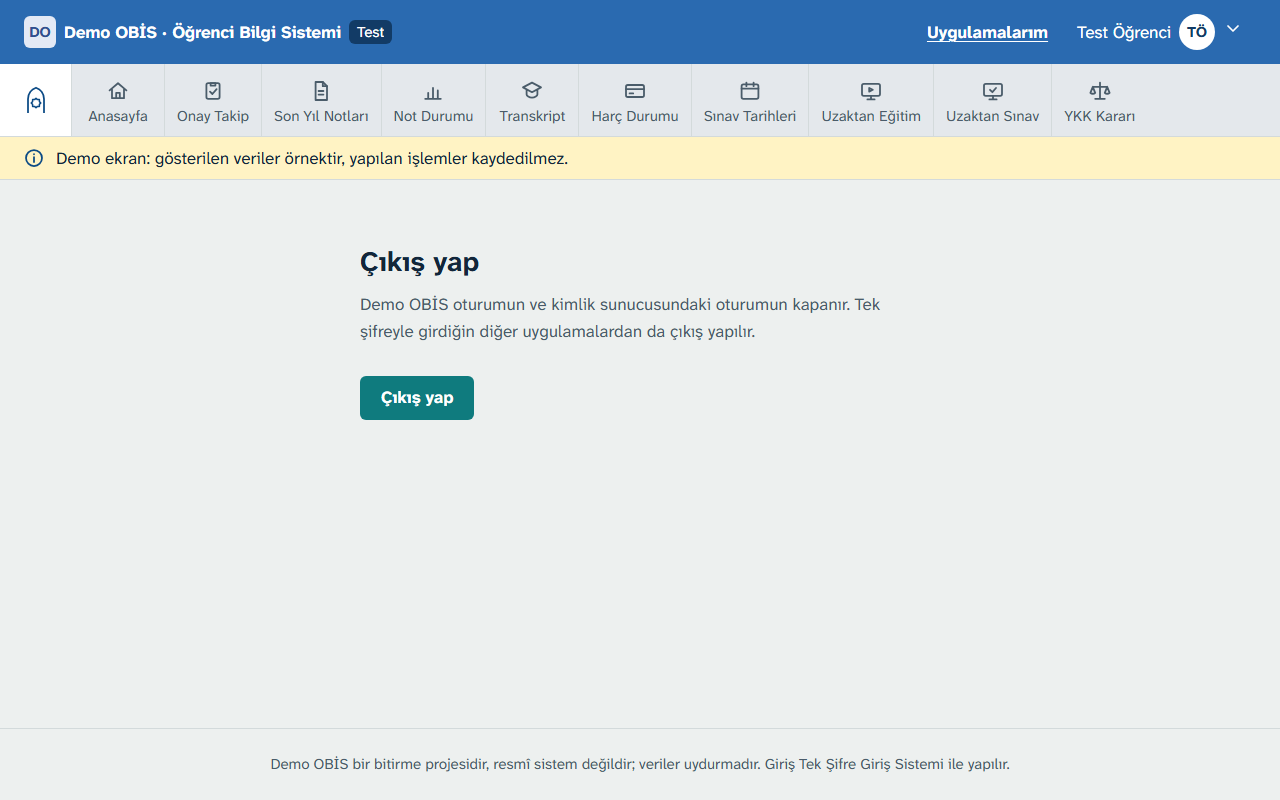 DO Demo OBİS · Öğrenci Bilgi Sistemi Test Uygulamalarım Test Öğrenci TÖ
Anasayfa Onay Takip Son Yıl Notları Not Durumu Transkript Harç Durumu Sınav Tarihleri Uzaktan Eğitim Uzaktan Sınav YKK Kararı
Demo ekran: gösterilen veriler örnektir, yapılan işlemler kaydedilmez.
Çıkış yap
Demo OBİS oturumun ve kimlik sunucusundaki oturumun kapanır. Tek
şifreyle girdiğin diğer uygulamalardan da çıkış yapılır.
Çıkış yap
Demo OBİS bir bitirme projesidir, resmî sistem değildir; veriler uydurmadır. Giriş Tek Şifre Giriş Sistemi ile yapılır.